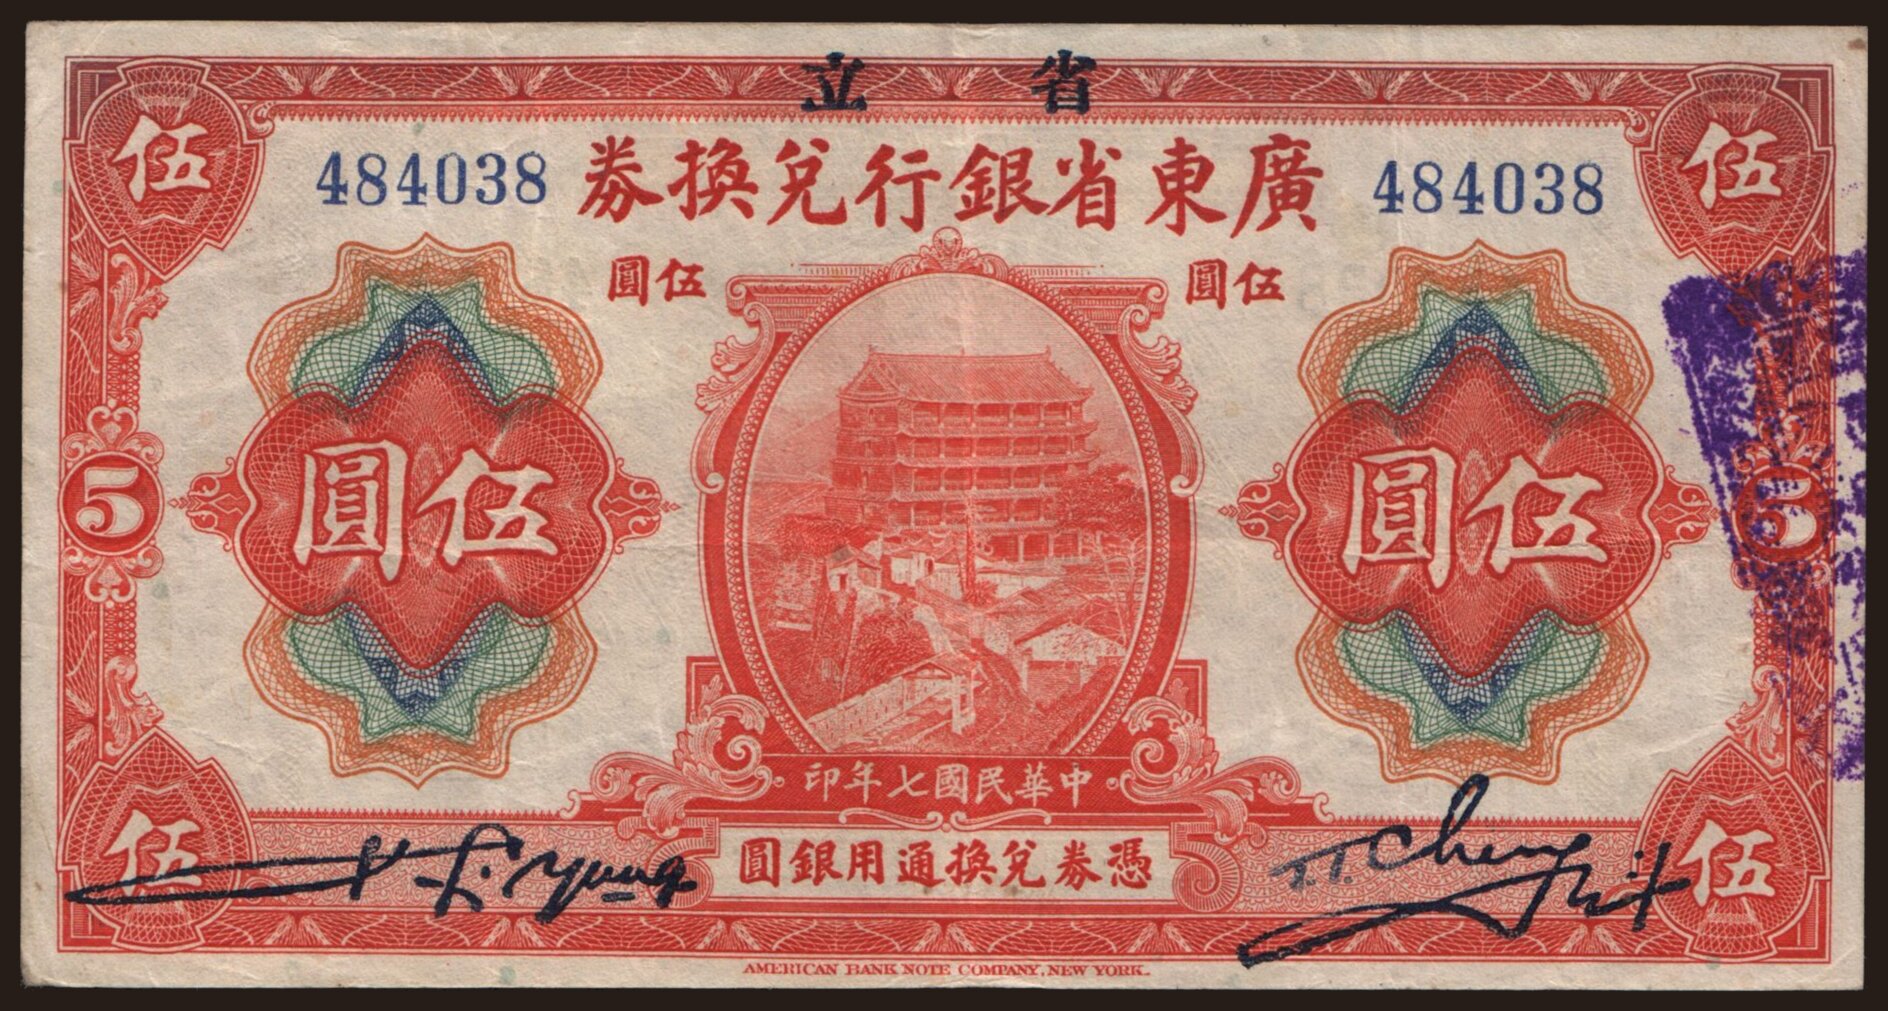 省立
伍 伍
484038 廣東省銀行兌換券 484038
伍圓 伍圓
伍圓 伍圓
5 5
中華民國七年印
憑券兌換通用銀圓
伍 伍
AMERICAN BANK NOTE COMPANY, NEW YORK.